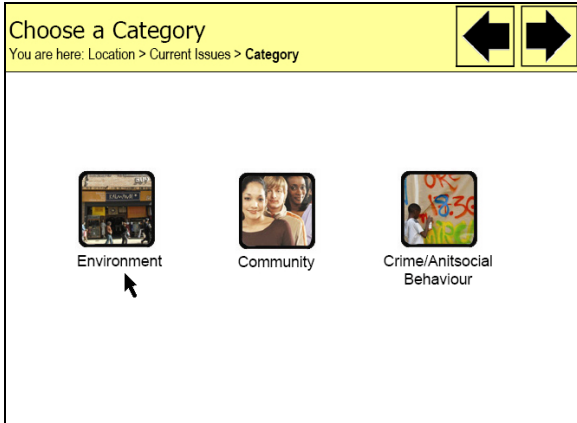 Choose a Category
You are here: Location > Current Issues > Category
Environment
Community
Crime/Anitsocial
Behaviour